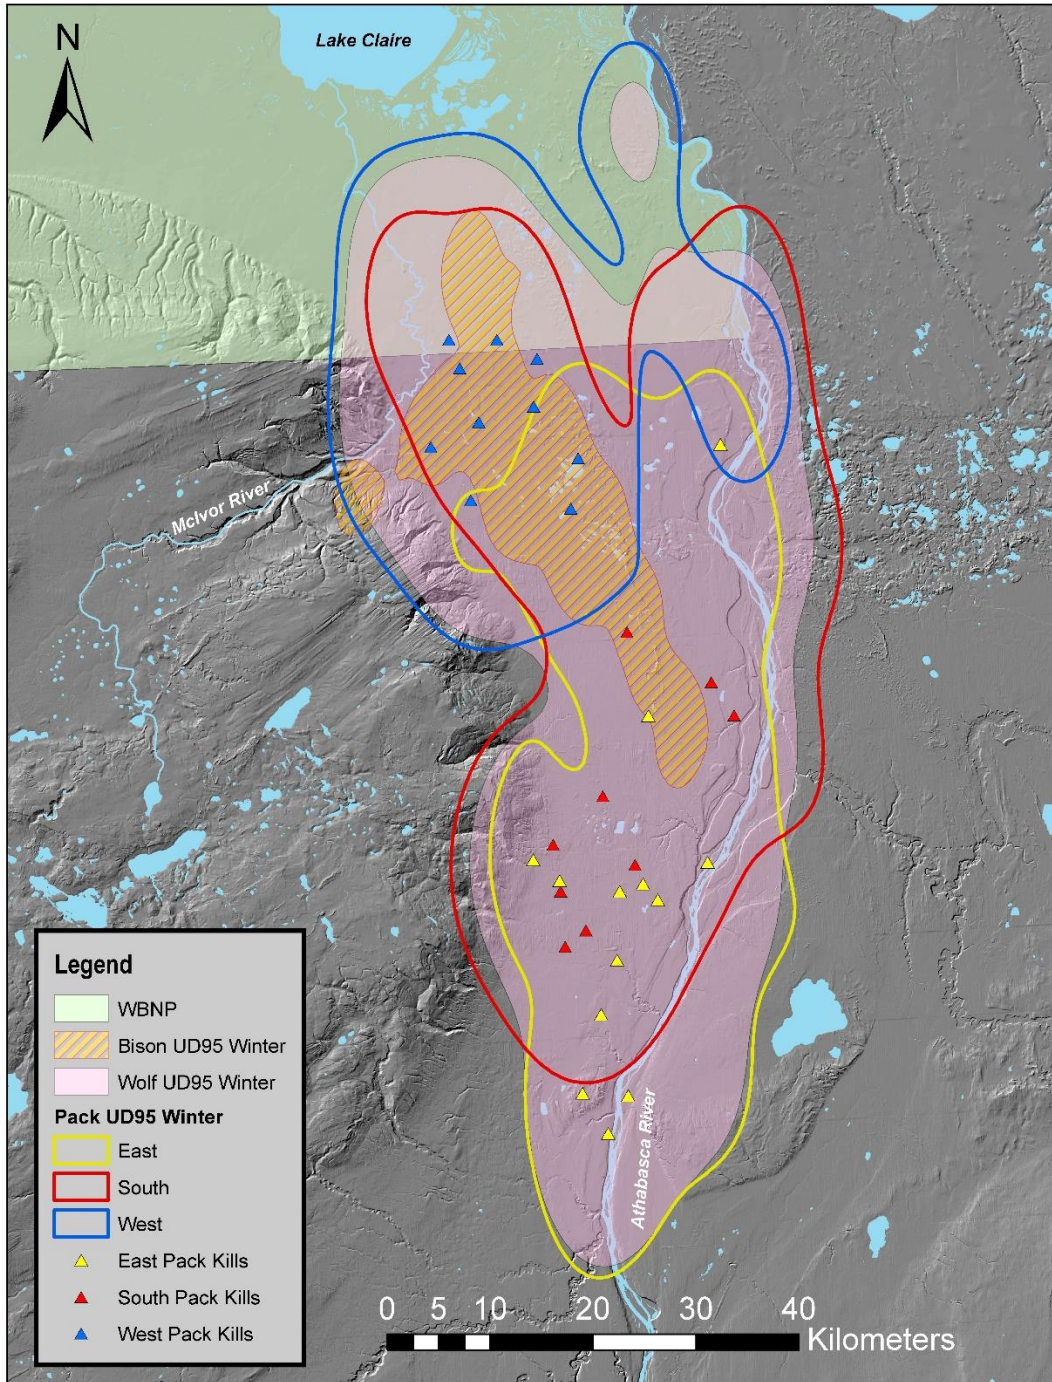 Lake Claire
N
McIvor River
Athabasca River
Legend
WBNP
Bison UD95 Winter
Wolf UD95 Winter
Pack UD95 Winter
East
South
West
East Pack Kills
South Pack Kills
West Pack Kills
0 5 10 20 30 40
Kilometers